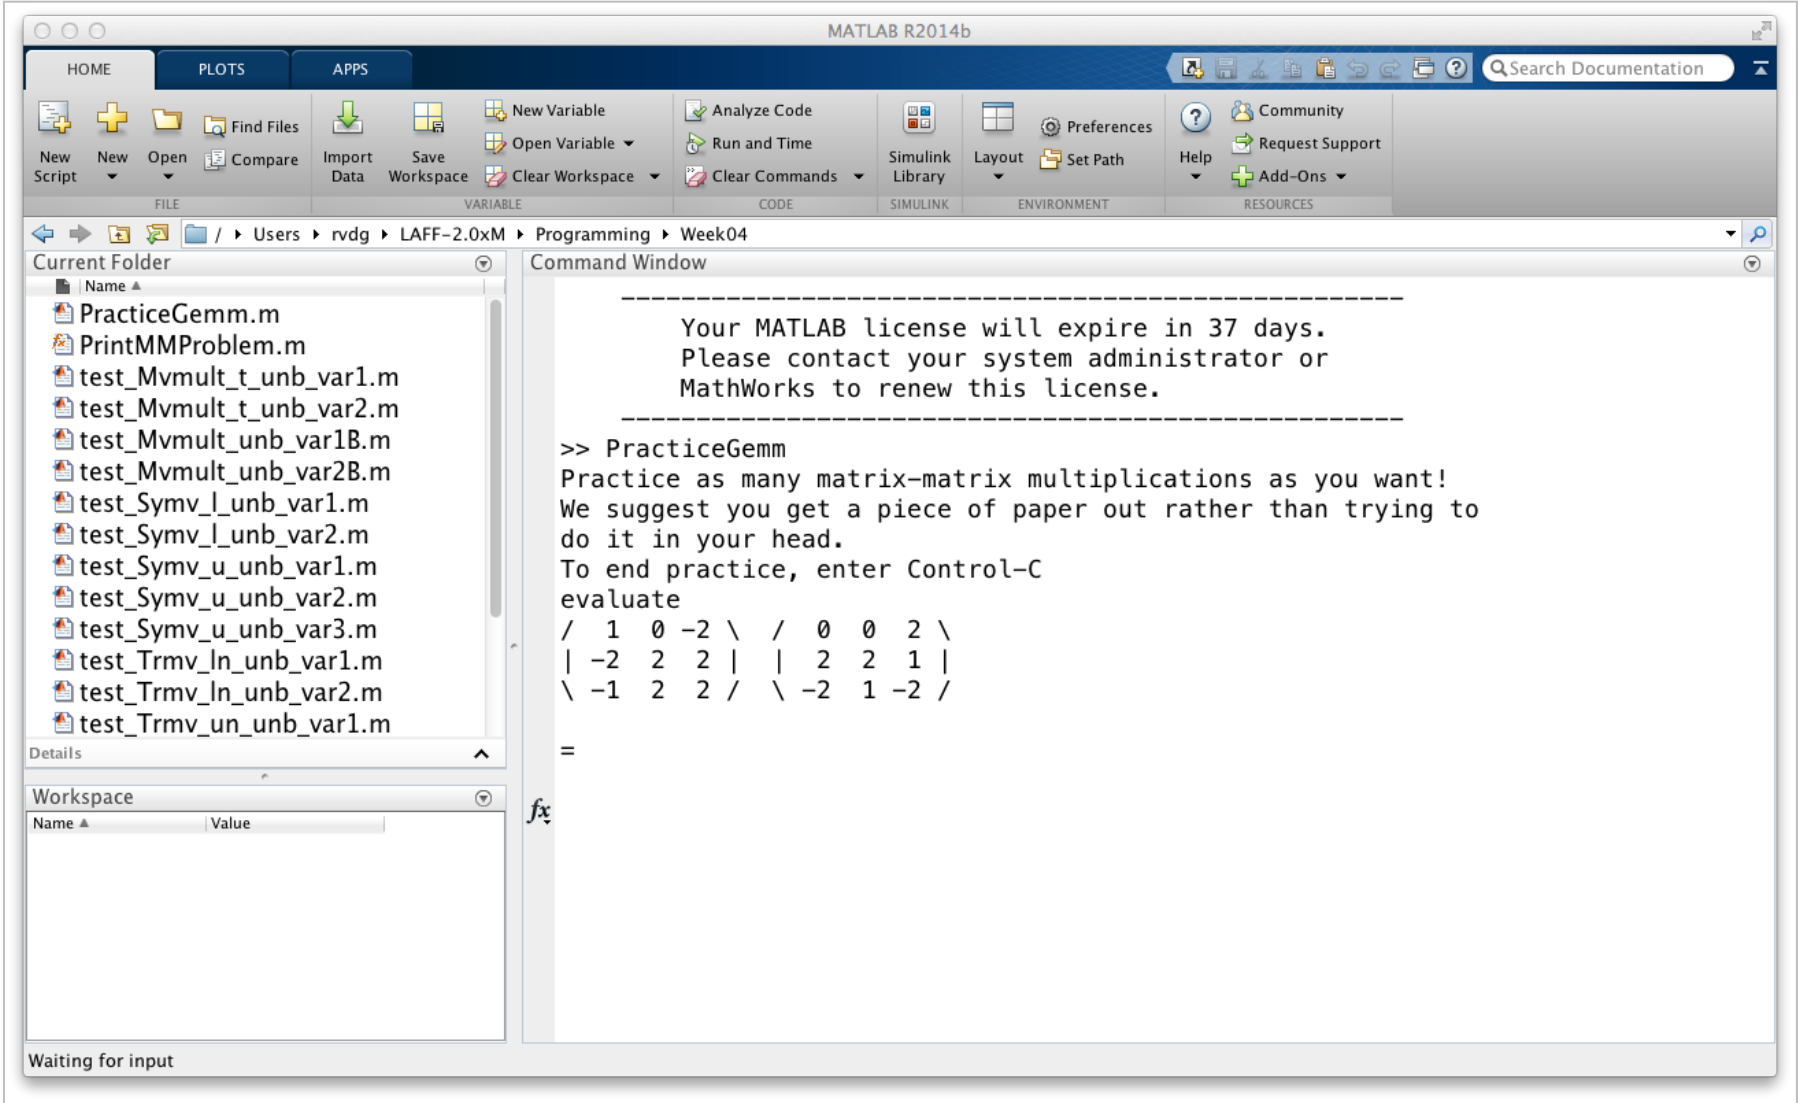 MATLAB R2014b
HOME PLOTS APPS
Search Documentation
New Script
New
Open
Find Files
Compare
FILE
Import Data
Save Workspace
New Variable
Open Variable
Clear Workspace
VARIABLE
Analyze Code
Run and Time
Clear Commands
CODE
Simulink Library
SIMULINK
Layout
Preferences
Set Path
ENVIRONMENT
Help
Community
Request Support
Add-Ons
RESOURCES
/ Users rvdg LAFF-2.0xM Programming Week04
Current Folder
Name
PracticeGemm.m
PrintMMProblem.m
test_Mvmult_t_unb_var1.m
test_Mvmult_t_unb_var2.m
test_Mvmult_unb_var1B.m
test_Mvmult_unb_var2B.m
test_Symv_l_unb_var1.m
test_Symv_l_unb_var2.m
test_Symv_u_unb_var1.m
test_Symv_u_unb_var2.m
test_Symv_u_unb_var3.m
test_Trmv_ln_unb_var1.m
test_Trmv_ln_unb_var2.m
test_Trmv_un_unb_var1.m
Details
Workspace
Name Value
Command Window
----------------------------------------------------
Your MATLAB license will expire in 37 days.
Please contact your system administrator or
MathWorks to renew this license.
----------------------------------------------------
>> PracticeGemm
Practice as many matrix-matrix multiplications as you want!
We suggest you get a piece of paper out rather than trying to
do it in your head.
To end practice, enter Control-C
evaluate
/  1  0 -2 \  /  0  0  2 \
| -2  2  2 |  |  2  2  1 |
\ -1  2  2 /  \ -2  1 -2 /
=
fx
Waiting for input